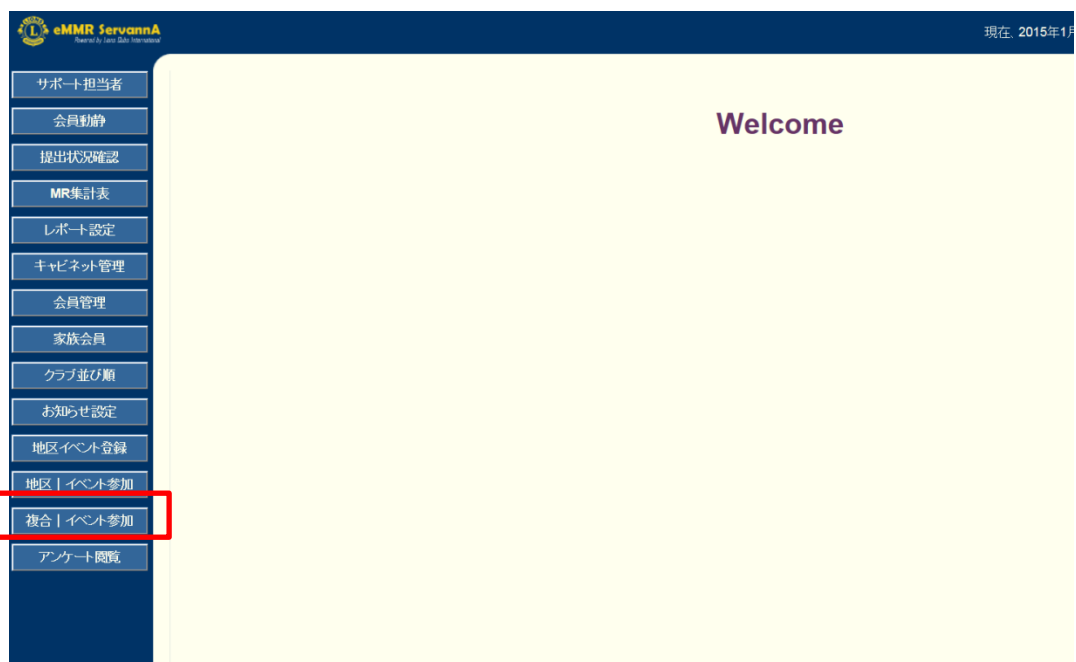 eMMR ServannA
Powered by Lions Clubs International
現在、2015年1月
サポート担当者
会員動静
提出状況確認
MR集計表
レポート設定
キャビネット管理
会員管理
家族会員
クラブ並び順
お知らせ設定
地区イベント登録
地区 | イベント参加
複合 | イベント参加
アンケート閲覧
Welcome